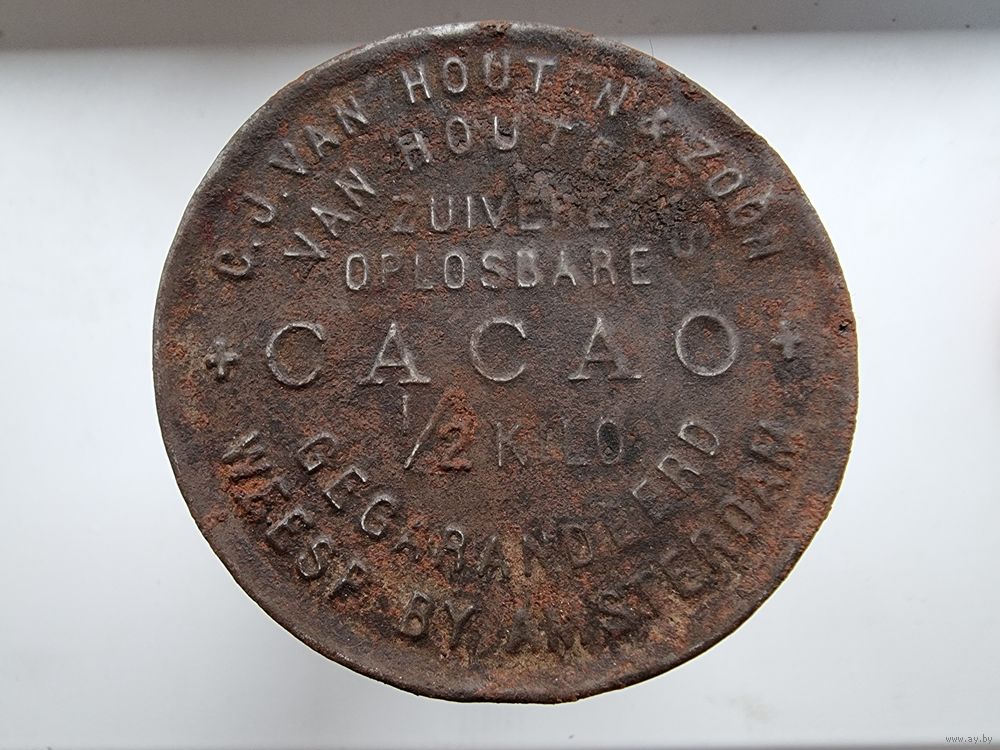 C.J. VAN HOUTEN & ZOON
VAN HOUTEN'S
ZUIVERE
OPLOSBARE
CACAO
1/2 KILO
GEGARANDEERD
WEESP BY AMSTERDAM
www.ay.by